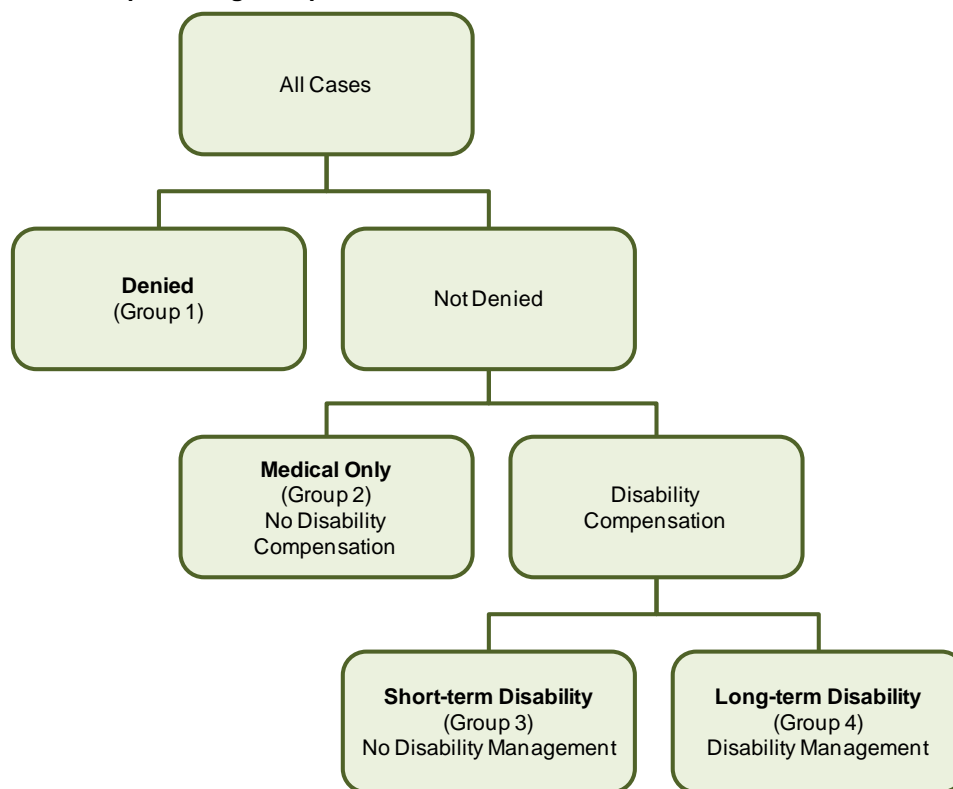 All Cases
Denied
(Group 1)
Not Denied
Medical Only
(Group 2)
No Disability
Compensation
Disability
Compensation
Short-term Disability
(Group 3)
No Disability Management
Long-term Disability
(Group 4)
Disability Management